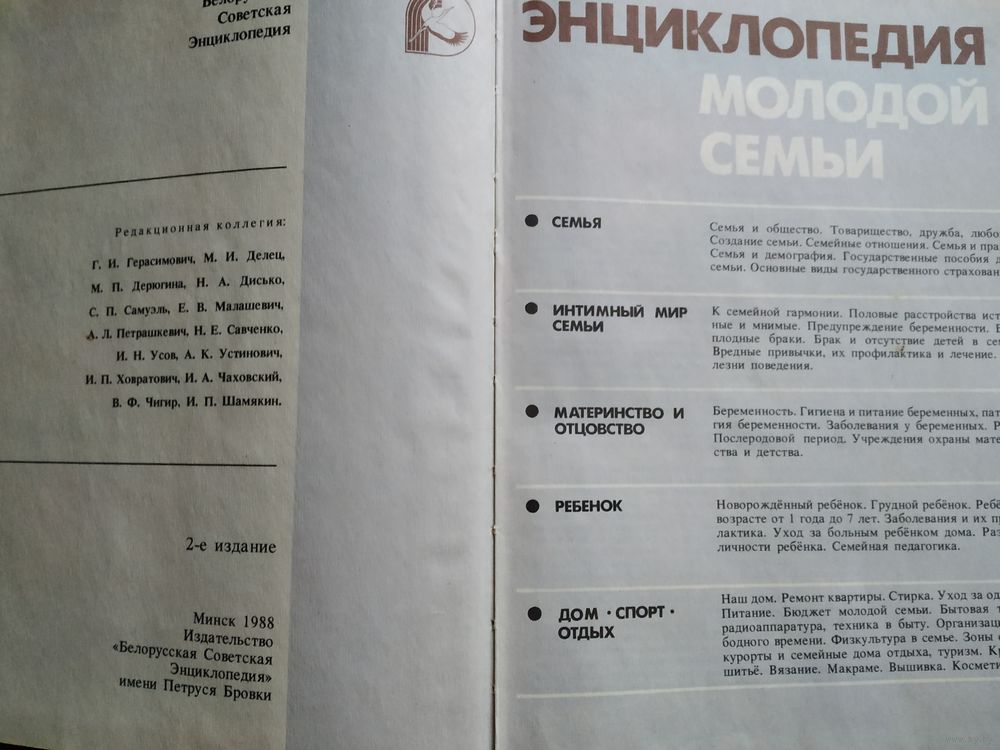 Советская
Энциклопедия
Редакционная коллегия:
Г. И. Герасимович, М. И. Делец,
М. П. Дерюгина, Н. А. Дисько,
С. П. Самуэль, Е. В. Малашевич,
А. Л. Петрашкевич, Н. Е. Савченко,
И. Н. Усов, А. К. Устинович,
И. П. Ховратович, И. А. Чаховский,
В. Ф. Чигир, И. П. Шамякин.
2-е издание
Минск 1988
Издательство
«Белорусская Советская
Энциклопедия»
имени Петруся Бровки
ЭНЦИКЛОПЕДИЯ
МОЛОДОЙ
СЕМЬИ
СЕМЬЯ
Семья и общество. Товарищество, дружба,
Создание семьи. Семейные отношения. Семья и
Семья и демография. Государственные пособия
семьи. Основные виды государственного
ИНТИМНЫЙ МИР
СЕМЬИ
К семейной гармонии. Половые расстройства
ные и мнимые. Предупреждение беременности.
плодные браки. Брак и отсутствие детей в
Вредные привычки, их профилактика и лечение.
лезни поведения.
МАТЕРИНСТВО И
ОТЦОВСТВО
Беременность. Гигиена и питание беременных,
гия беременности. Заболевания у беременных.
Послеродовой период. Учреждения охраны
ства и детства.
РЕБЕНОК
Новорождённый ребёнок. Грудной ребёнок.
возрасте от 1 года до 7 лет. Заболевания и их
лактика. Уход за больным ребёнком дома.
личности ребёнка. Семейная педагогика.
ДОМ · СПОРТ ·
ОТДЫХ
Наш дом. Ремонт квартиры. Стирка. Уход за
Питание. Бюджет молодой семьи. Бытовая
радиоаппаратура, техника в быту.
бодного времени. Физкультура в семье. Зоны
курорты и семейные дома отдыха, туризм.
шитьё. Вязание. Макраме. Вышивка.